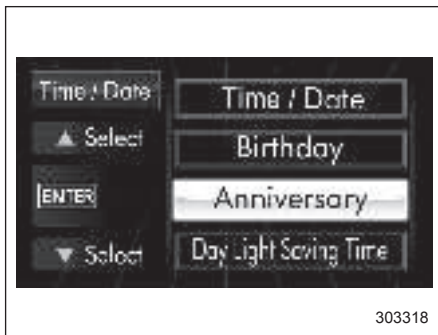 Time / Date
Select
ENTER
Select
Time / Date
Birthday
Anniversary
Day Light Saving Time
303318